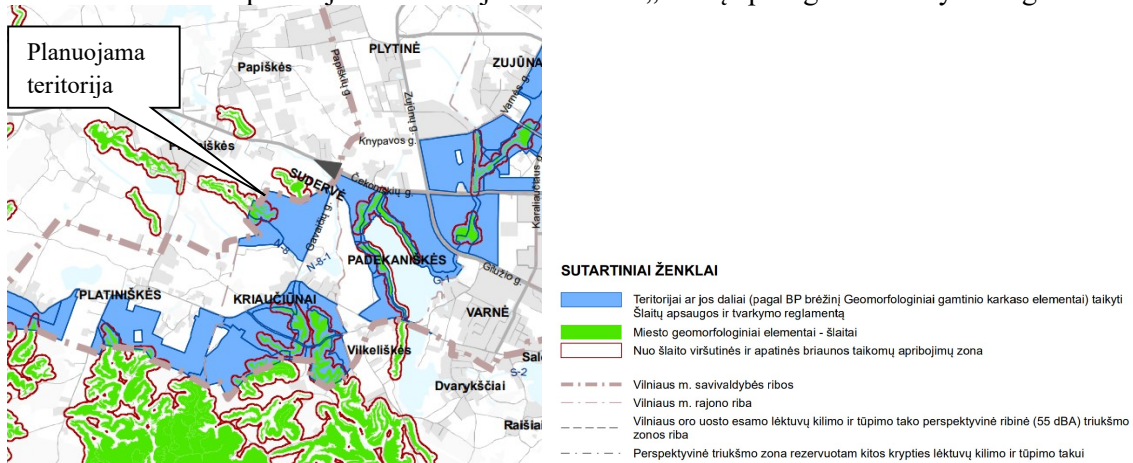 Planuojama
teritorija
PLYTINĖ
Papiškės
Papiškių g.
Zujūnų g.
Varnės g.
Knypavos g.
SUDERVĖ
Čekoniškių g.
Karaliaučiaus g.
Gavaičių g.
N-8
N-8-1
PADEKANIŠKĖS
G-1
Gilužio g.
PLATINIŠKĖS
KRIAUČIŪNAI
VARNĖ
Vilkeliškės
S-2
Dvarykščiai
SUTARTINIAI ŽENKLAI
Teritorijai ar jos daliai (pagal BP brėžinį Geomorfologiniai gamtinio karkaso elementai) taikyti
Šlaitų apsaugos ir tvarkymo reglamentą
Miesto geomorfologiniai elementai - šlaitai
Nuo šlaito viršutinės ir apatinės briaunos taikomų apribojimų zona
Vilniaus m. savivaldybės ribos
Vilniaus m. rajono riba
Vilniaus oro uosto esamo lėktuvų kilimo ir tūpimo tako perspektyvinė ribinė (55 dBA) triukšmo
zonos riba
Perspektyvinė triukšmo zona rezervuotam kitos krypties lėktuvų kilimo ir tūpimo takui